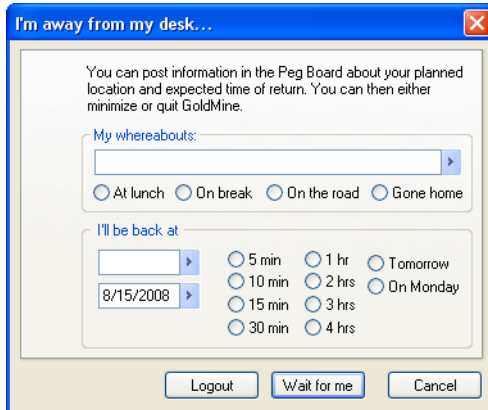 I'm away from my desk...
You can post information in the Peg Board about your planned
location and expected time of return. You can then either
minimize or quit GoldMine.
My whereabouts:
At lunch On break On the road Gone home
I'll be back at
5 min 1 hr Tomorrow
10 min 2 hrs On Monday
8/15/2008
15 min 3 hrs
30 min 4 hrs
Logout Wait for me Cancel